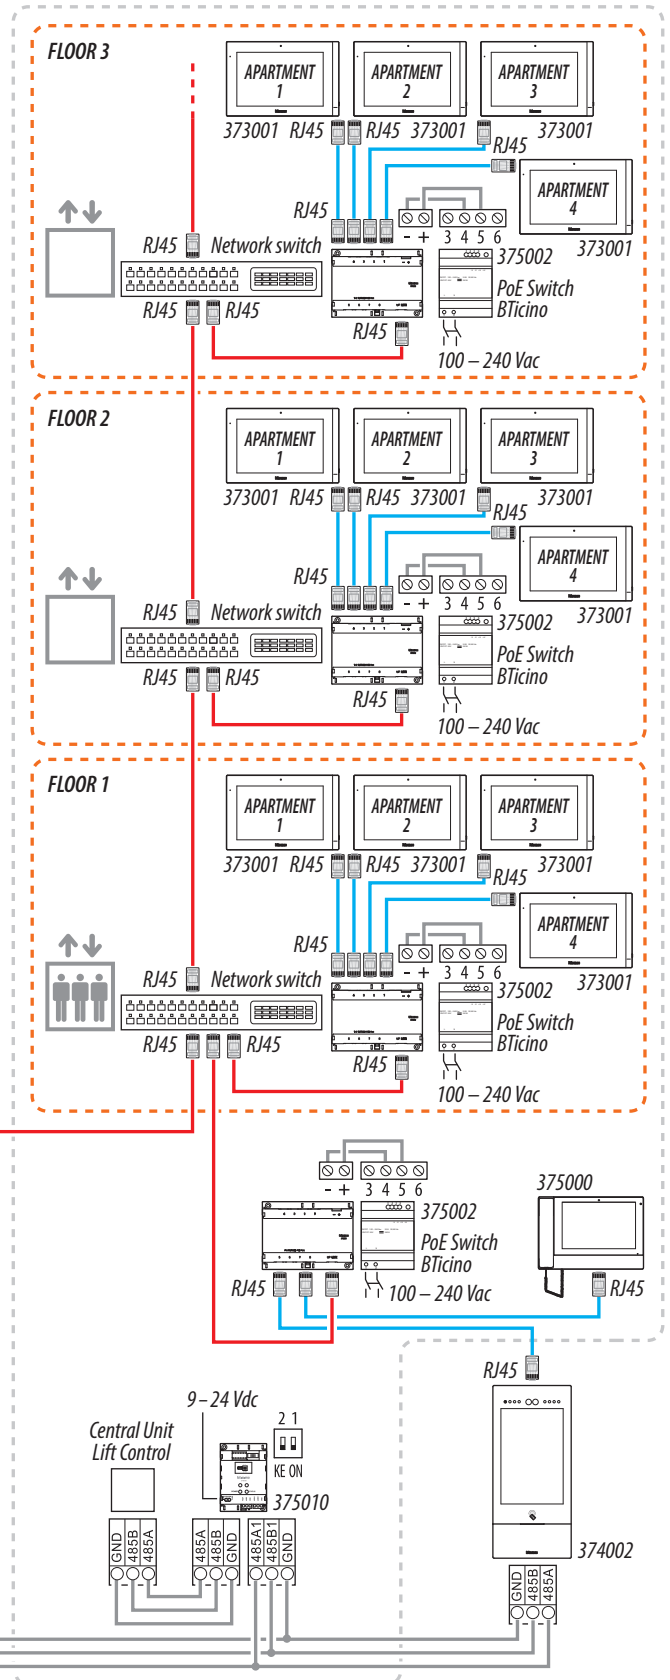 FLOOR 3
APARTMENT
1
APARTMENT
2
APARTMENT
3
373001 RJ45 RJ45 373001 373001
RJ45
APARTMENT
4
373001
RJ45
- + 3 4 5 6
RJ45 Network switch
375002
PoE Switch
BTicino
RJ45 RJ45
RJ45
100 – 240 Vac
FLOOR 2
APARTMENT
1
APARTMENT
2
APARTMENT
3
373001 RJ45 RJ45 373001 373001
RJ45
APARTMENT
4
373001
RJ45
- + 3 4 5 6
RJ45 Network switch
375002
PoE Switch
BTicino
RJ45 RJ45
RJ45
100 – 240 Vac
FLOOR 1
APARTMENT
1
APARTMENT
2
APARTMENT
3
373001 RJ45 RJ45 373001 373001
RJ45
APARTMENT
4
373001
RJ45
- + 3 4 5 6
RJ45 Network switch
375002
PoE Switch
BTicino
RJ45 RJ45
RJ45
100 – 240 Vac
- + 3 4 5 6
375002
PoE Switch
BTicino
375000
RJ45
100 – 240 Vac
RJ45
RJ45
9 – 24 Vdc
2 1
KE ON
Central Unit
Lift Control
375010
374002
GND
485B
485A
485A
485B
GND
485A1
485B1
GND
GND
485B
485A